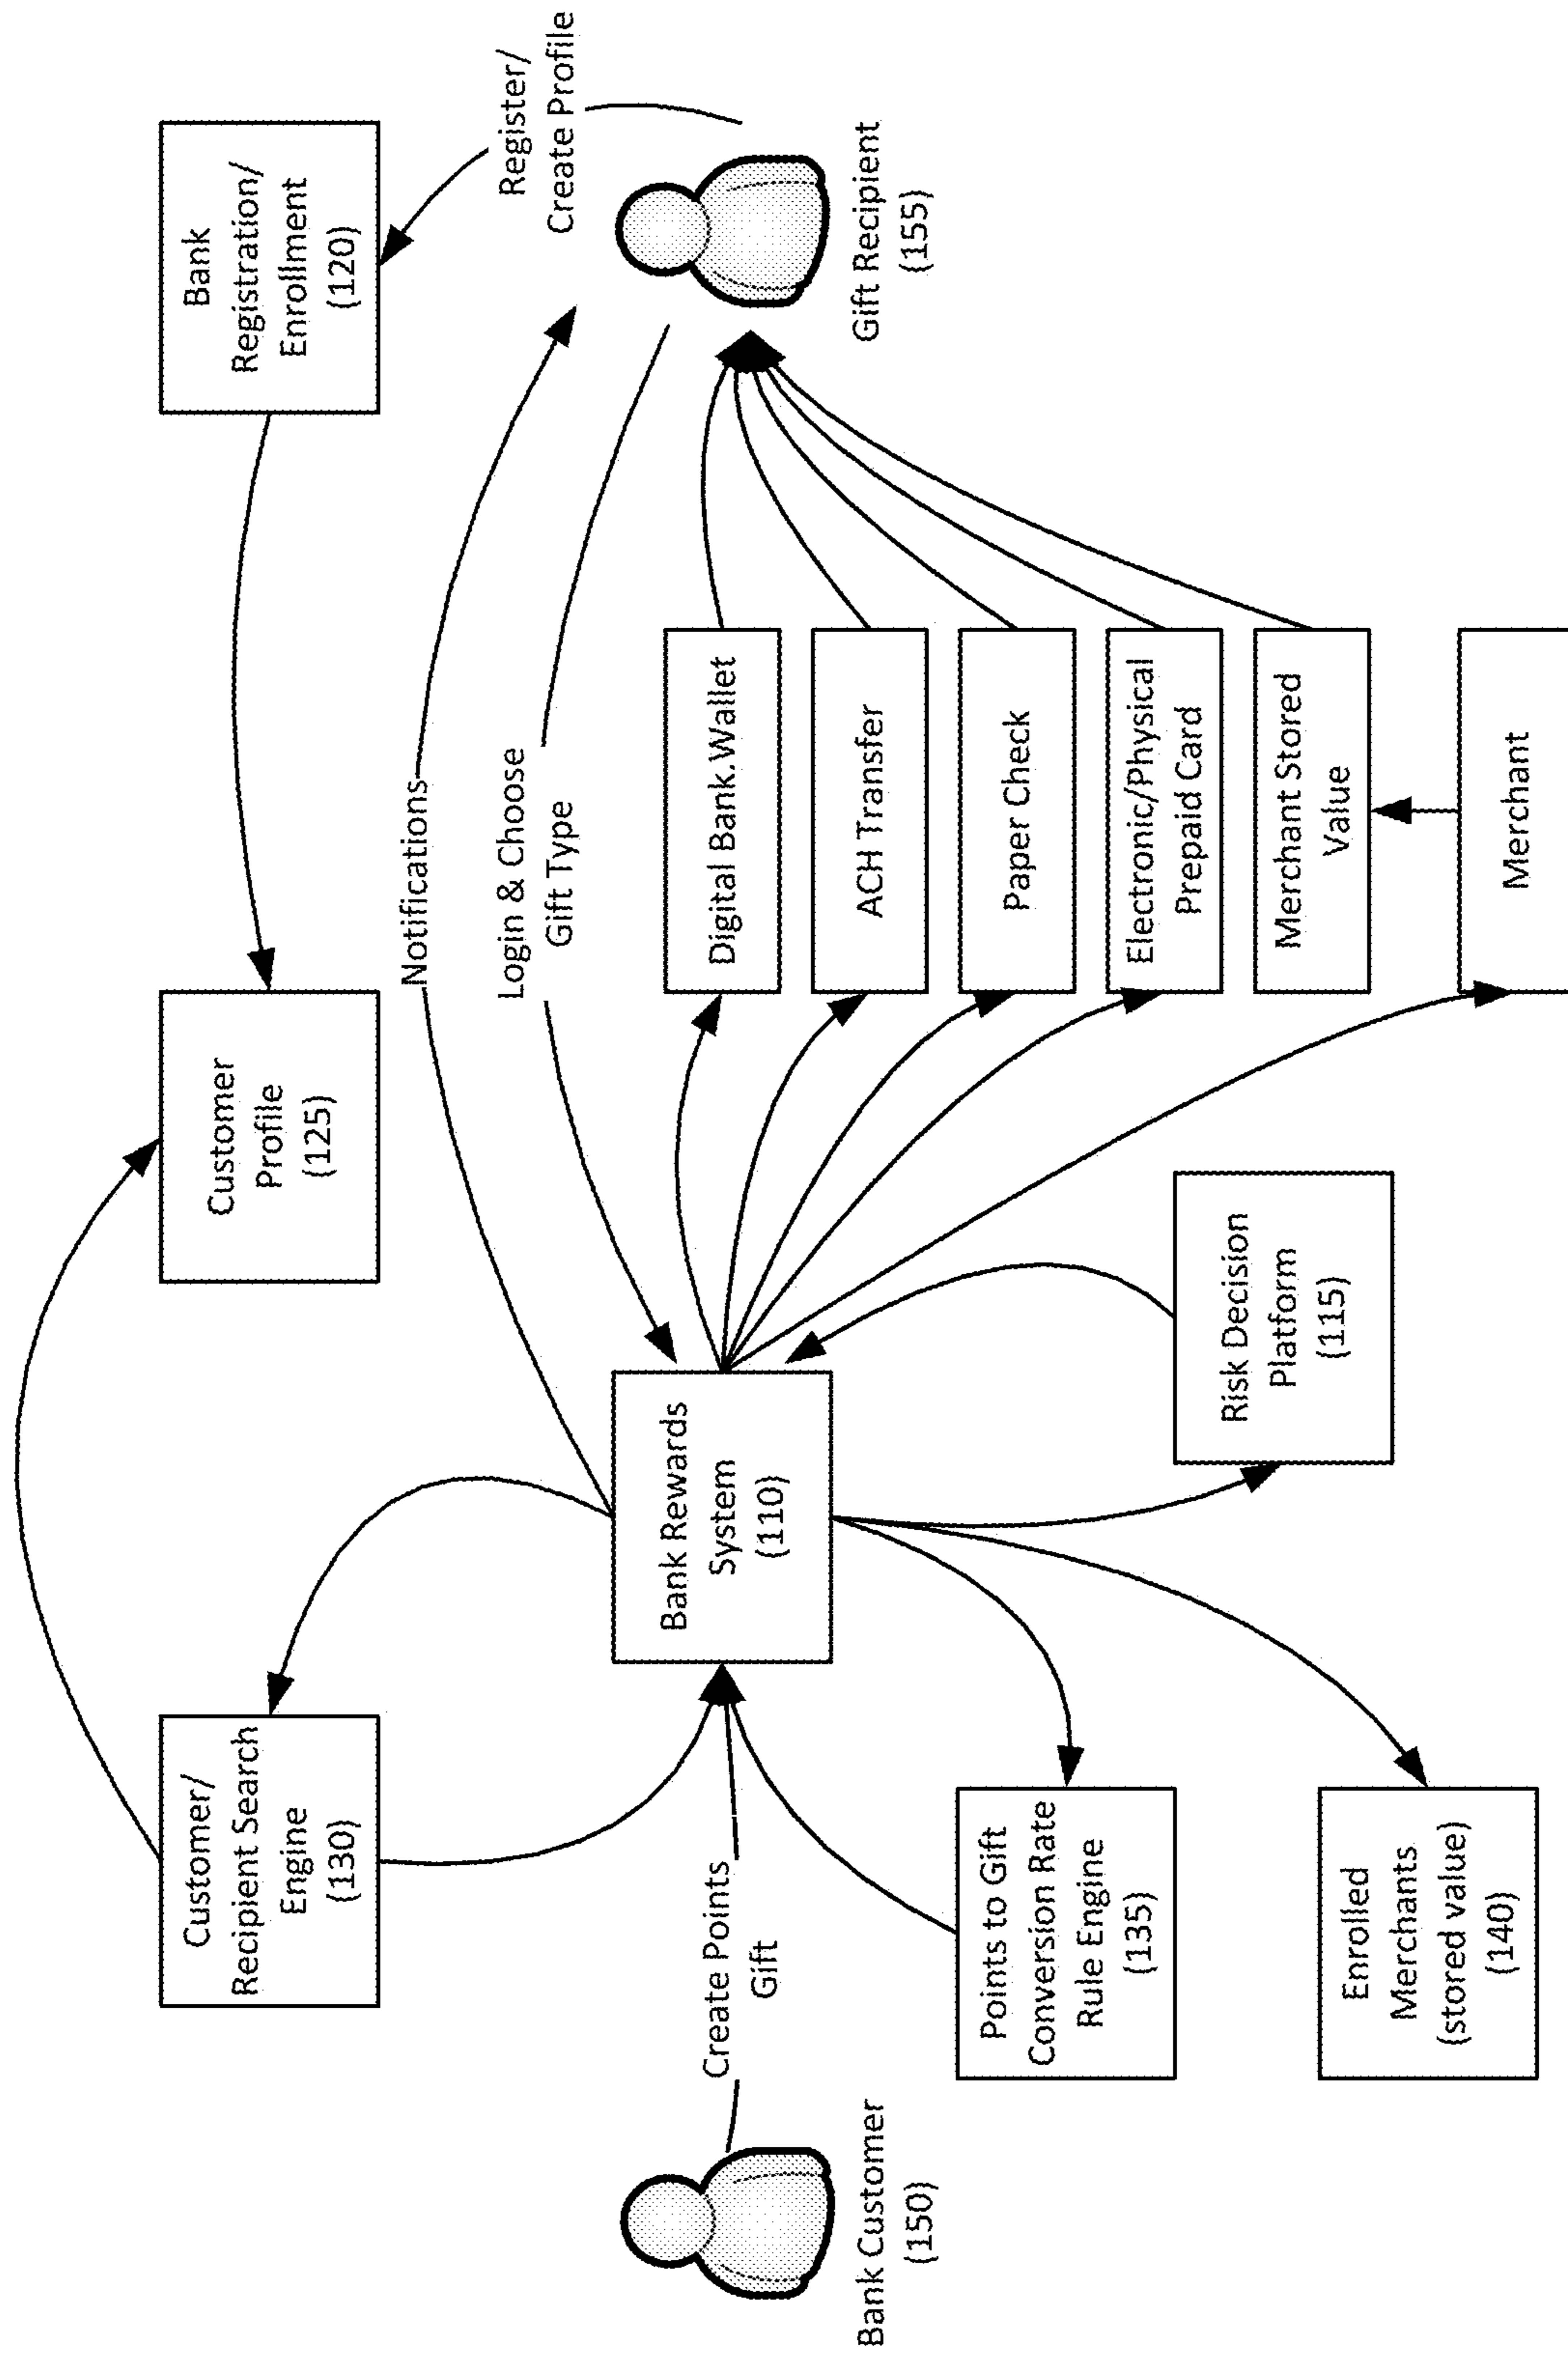 Customer/
Recipient Search
Engine
(130)
Customer
Profile
(125)
Bank
Registration/
Enrollment
(120)
Notifications
Login & Choose
Gift Type
Register/
Create Profile
Bank Customer
(150)
Create Points
Gift
Bank Rewards
System
(110)
Digital Bank.Wallet
ACH Transfer
Paper Check
Electronic/Physical
Prepaid Card
Merchant Stored
Value
Merchant
Gift Recipient
(155)
Points to Gift
Conversion Rate
Rule Engine
(135)
Enrolled
Merchants
(stored value)
(140)
Risk Decision
Platform
(115)